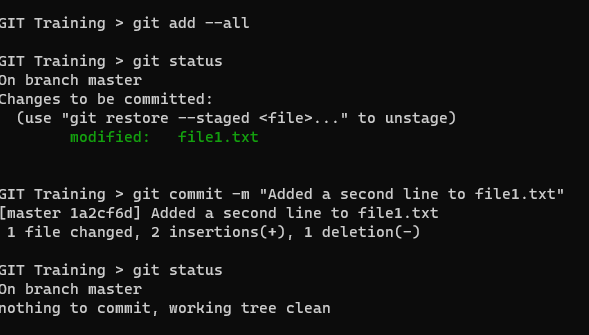 GIT Training > git add --all
GIT Training > git status
On branch master
Changes to be committed:
(use "git restore --staged <file>..." to unstage)
modified: file1.txt
GIT Training > git commit -m "Added a second line to file1.txt"
[master 1a2cf6d] Added a second line to file1.txt
1 file changed, 2 insertions(+), 1 deletion(-)
GIT Training > git status
On branch master
nothing to commit, working tree clean